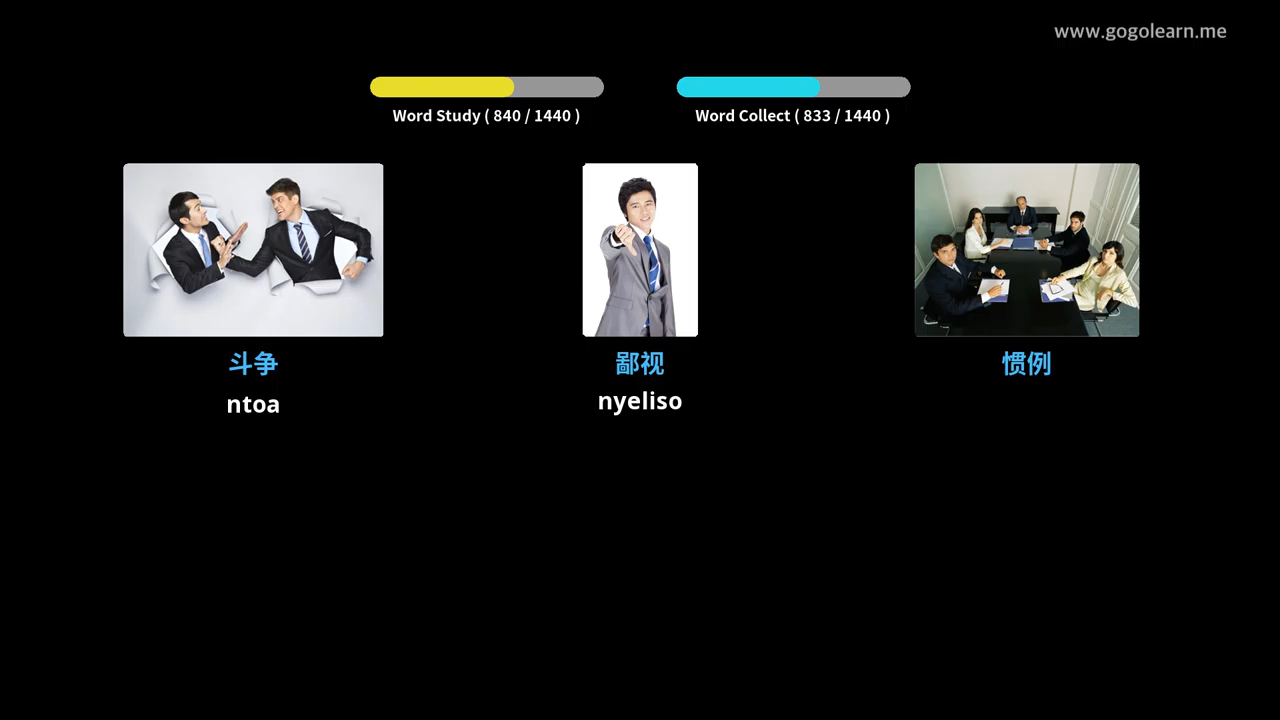 www.gogolearn.me
Word Study ( 840 / 1440 )
Word Collect ( 833 / 1440 )
斗争
鄙视
惯例
ntoa
nyeliso